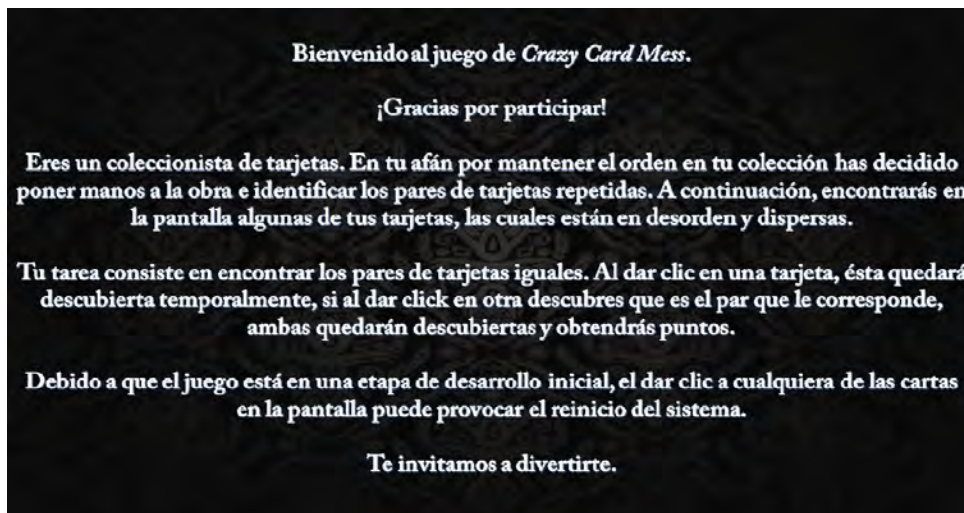 Bienvenido al juego de Crazy Card Mess.
¡Gracias por participar!
Eres un coleccionista de tarjetas. En tu afán por mantener el orden en tu colección has decidido
poner manos a la obra e identificar los pares de tarjetas repetidas. A continuación, encontrarás en
la pantalla algunas de tus tarjetas, las cuales están en desorden y dispersas.
Tu tarea consiste en encontrar los pares de tarjetas iguales. Al dar clic en una tarjeta, ésta quedará
descubierta temporalmente, si al dar click en otra descubres que es el par que le corresponde,
ambas quedarán descubiertas y obtendrás puntos.
Debido a que el juego está en una etapa de desarrollo inicial, el dar clic a cualquiera de las cartas
en la pantalla puede provocar el reinicio del sistema.
Te invitamos a divertirte.